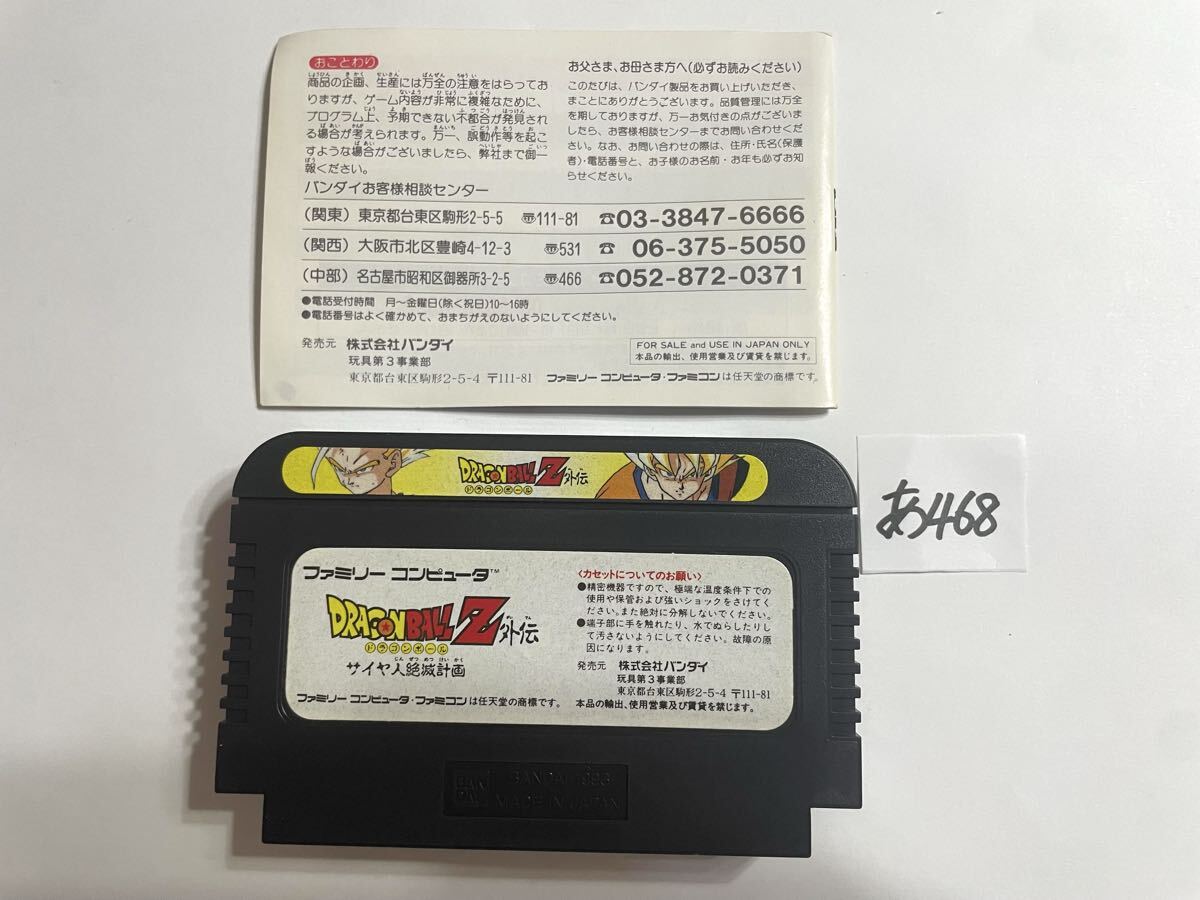 おことわり
商品の企画、生産には万全の注意をはらってお
りますが、ゲーム内容が非常に複雑なために、
プログラム上、予期できない不都合が発見され
る場合が考えられます。万一、誤動作等を起こ
すような場合がございましたら、弊社まで御一
報ください。
お父さま、お母さま方へ(必ずお読みください)
このたびは、バンダイ製品をお買い上げいただき、
まことにありがとうございます。品質管理には万全
を期しておりますが、万一お気付きの点がございま
したら、お客様相談センターまでお問い合わせくだ
さい。なお、お問い合わせの際は、住所・氏名(保護
者)・電話番号と、お子様のお名前・お年も必ずお知
らせください。
バンダイお客様相談センター
(関東) 東京都台東区駒形2-5-5 〠111-81 ☎03-3847-6666
(関西) 大阪市北区豊崎4-12-3 〠531 ☎ 06-375-5050
(中部) 名古屋市昭和区御器所3-2-5 〠466 ☎052-872-0371
●電話受付時間 月〜金曜日(除く祝日)10〜16時
●電話番号はよく確かめて、おまちがえのないようにしてください。
発売元 株式会社バンダイ
玩具第3事業部
東京都台東区駒形2-5-4 〒111-81
FOR SALE and USE IN JAPAN ONLY
本品の輸出、使用営業及び賃貸を禁じます。
ファミリー コンピュータ・ファミコンは任天堂の商標です。
DRAGON BALL Z外伝
ドラゴンボール
あ468
ファミリー コンピュータ™
DRAGON BALL Z外伝
ドラゴンボール
サイヤ人絶滅計画
〈カセットについてのお願い〉
●精密機器ですので、極端な温度条件下での
使用や保管および強いショックをさけてく
ださい。また絶対に分解しないでください。
●端子部に手を触れたり、水でぬらしたりし
て汚さないようにしてください。故障の原
因になります。
発売元 株式会社バンダイ
玩具第3事業部
東京都台東区駒形2-5-4 〒111-81
ファミリー コンピュータ・ファミコンは任天堂の商標です。 本品の輸出、使用営業及び賃貸を禁じます。
BANDAI
BANDAI 1993
MADE IN JAPAN